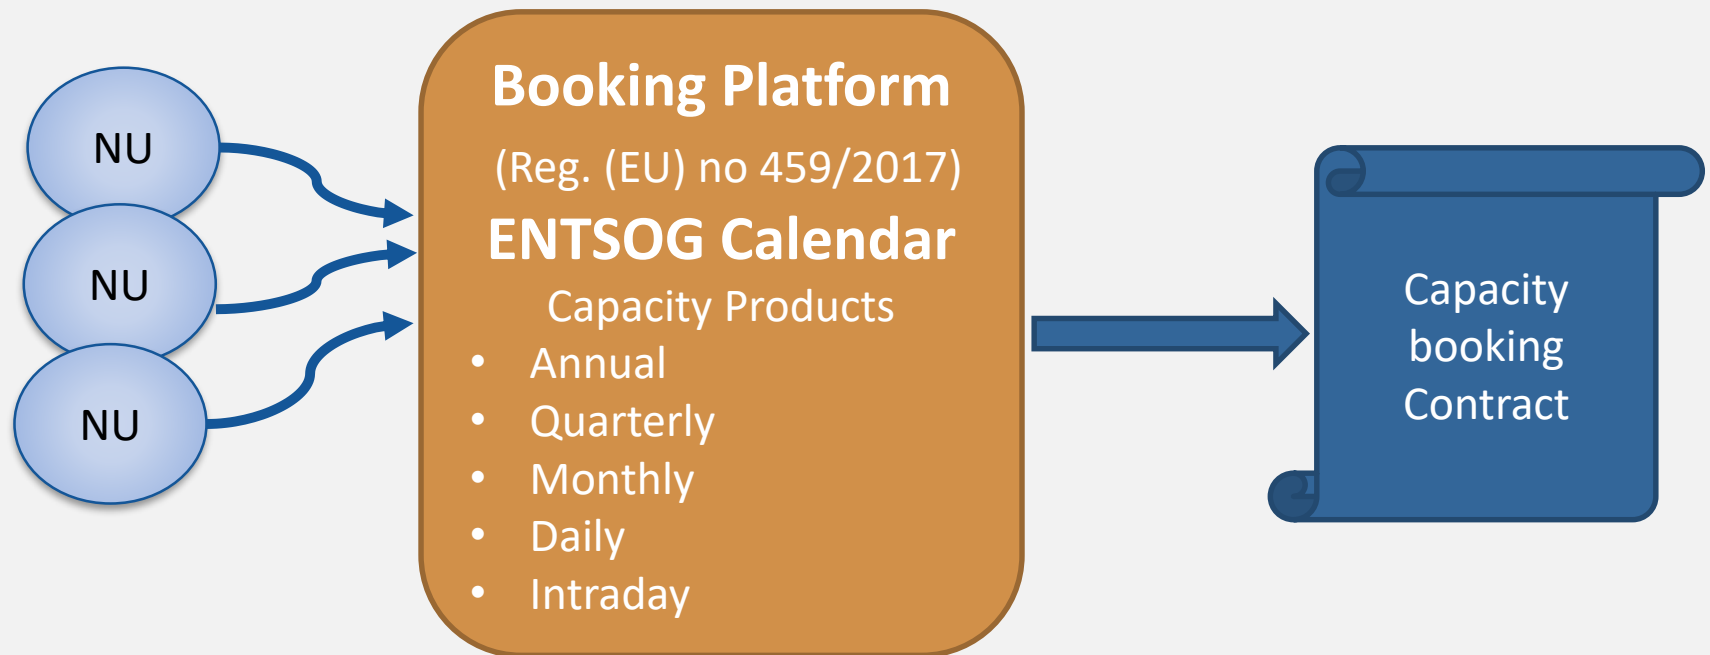 NU
NU
NU
Booking Platform
(Reg. (EU) no 459/2017)
ENTSOG Calendar
Capacity Products
• Annual
• Quarterly
• Monthly
• Daily
• Intraday
Capacity
booking
Contract